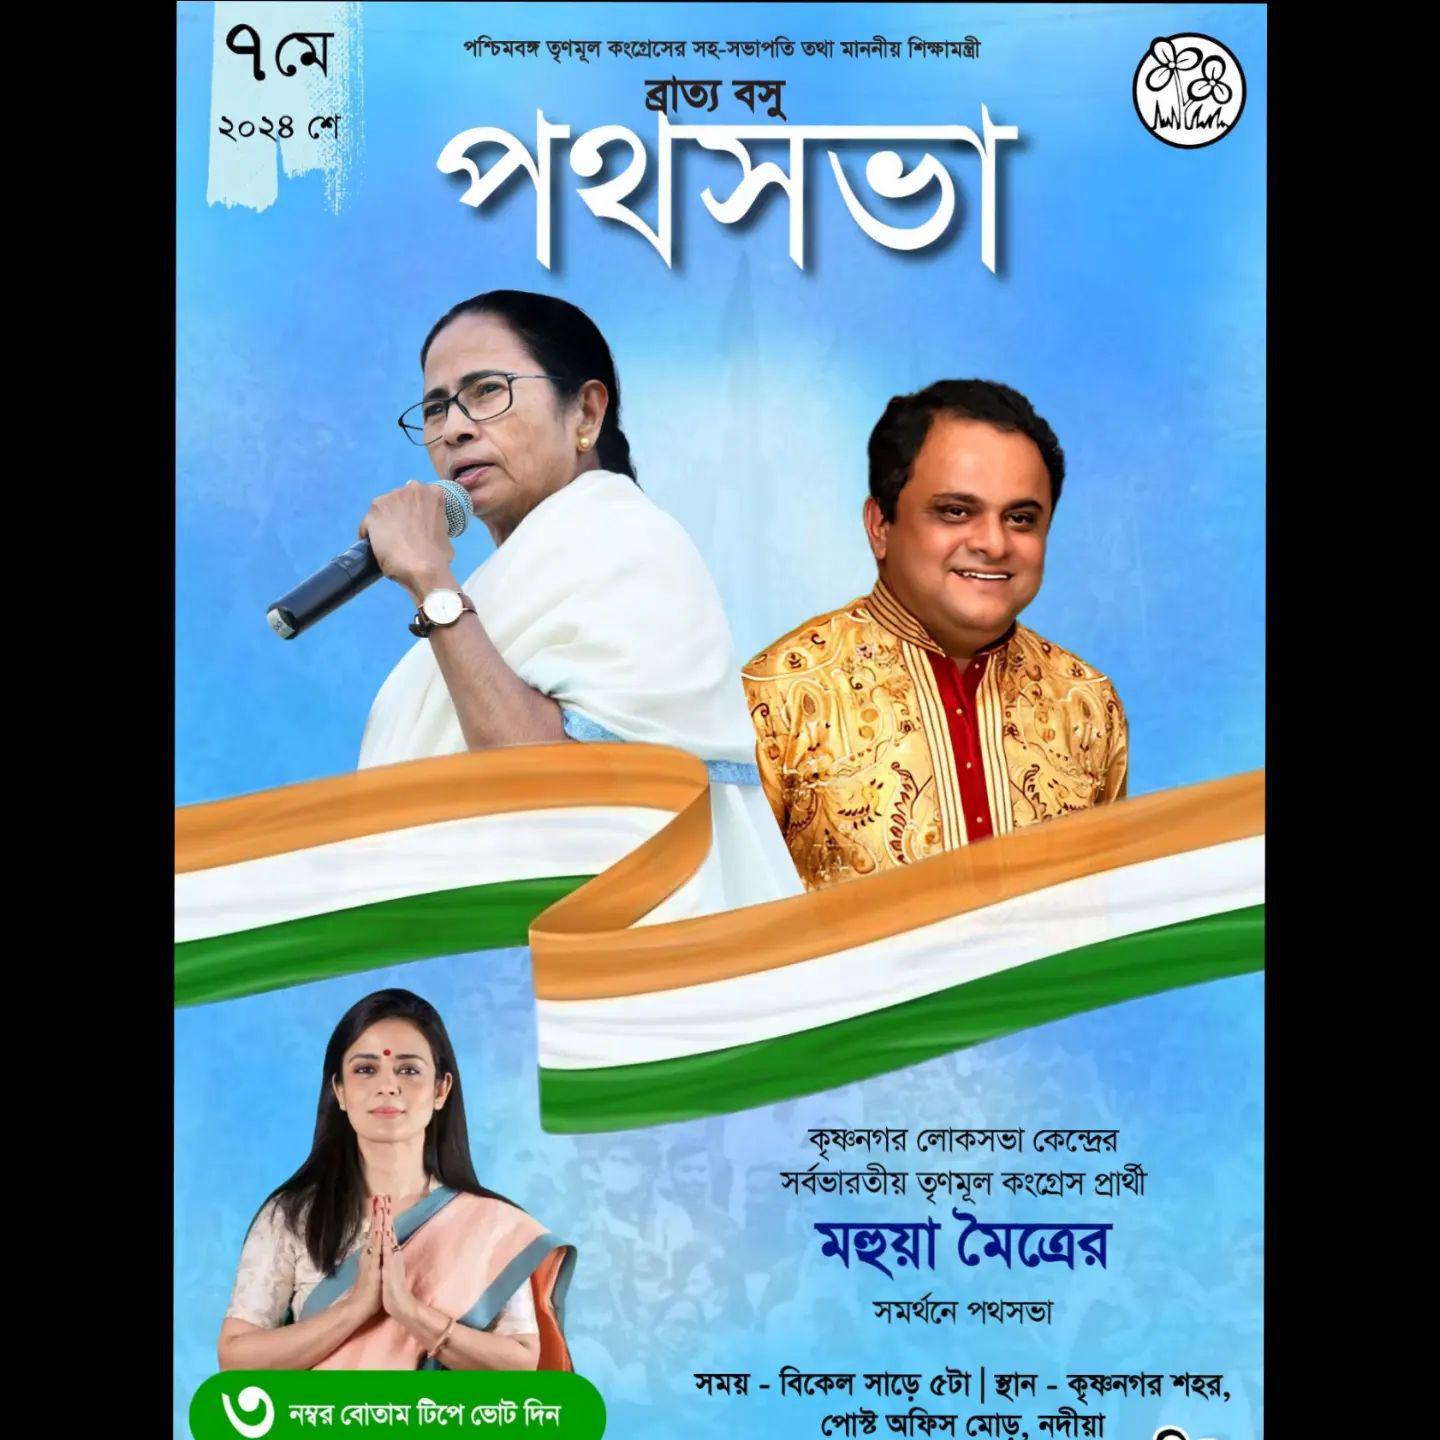 ৭ মে
২০২৪ শে
পশ্চিমবঙ্গ তৃণমূল কংগ্রেসের সহ-সভাপতি তথা মাননীয় শিক্ষামন্ত্রী
ব্রাত্য বসু
পথসভা
কৃষ্ণনগর লোকসভা কেন্দ্রের
সর্বভারতীয় তৃণমূল কংগ্রেস প্রার্থী
মহুয়া মৈত্রের
সমর্থনে পথসভা
সময় - বিকেল সাড়ে ৫টা | স্থান - কৃষ্ণনগর শহর,
পোস্ট অফিস মোড়, নদীয়া
৩ নম্বর বোতাম টিপে ভোট দিন